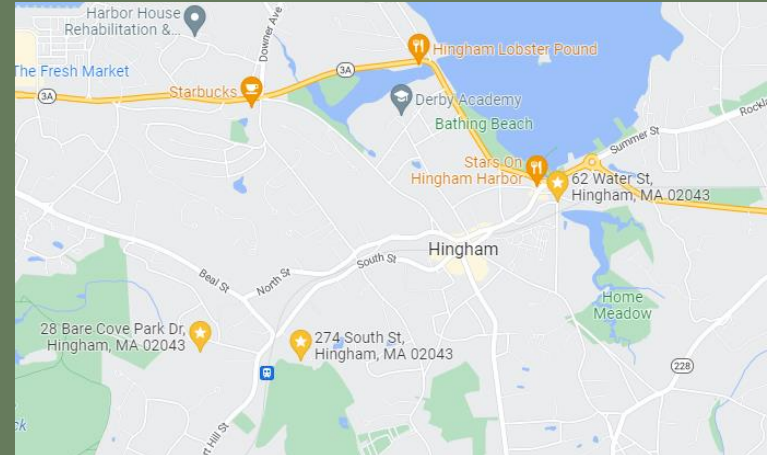 Harbor House
Rehabilitation &...
Downer Ave
Hingham Lobster Pound
The Fresh Market
3A
Starbucks
3A
Derby Academy
Bathing Beach
Summer St
Stars On
Hingham Harbor
62 Water St,
Hingham, MA 02043
Hingham
South St
North St
Beal St
Home
Meadow
28 Bare Cove Park Dr,
Hingham, MA 02043
274 South St,
Hingham, MA 02043
228